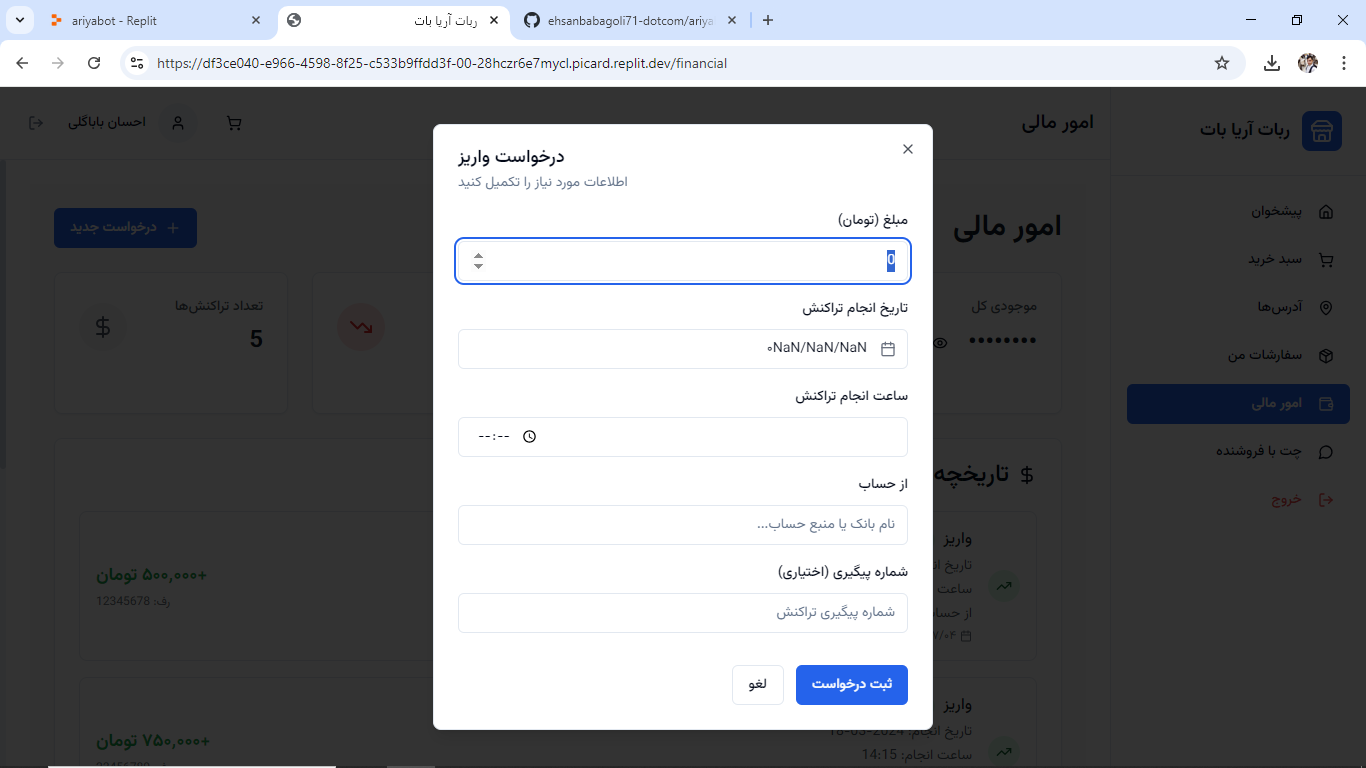 ariyabot - Replit
ربات آریا بات
ehsanbabagoli71-dotcom/ariya
https://df3ce040-e966-4598-8f25-c533b9ffdd3f-00-28hczr6e7mycl.picard.replit.dev/financial
ربات آریا بات
امور مالی
احسان باباگلی
پیشخوان
سبد خرید
آدرس‌ها
سفارشات من
امور مالی
چت با فروشنده
خروج
امور مالی
درخواست جدید
موجودی کل
••••••••
تعداد تراکنش‌ها
5
تاریخچه
واریز
ساعت
از حساب
۷/۰۴
+۵۰۰,۰۰۰ تومان
رف: 12345678
واریز
تاریخ انجام: 2024-03-18
ساعت انجام: 14:15
+۷۵۰,۰۰۰ تومان
درخواست واریز
اطلاعات مورد نیاز را تکمیل کنید
مبلغ (تومان)
0
تاریخ انجام تراکنش
۰NaN/NaN/NaN
ساعت انجام تراکنش
--:--
از حساب
نام بانک یا منبع حساب...
شماره پیگیری (اختیاری)
شماره پیگیری تراکنش
ثبت درخواست
لغو